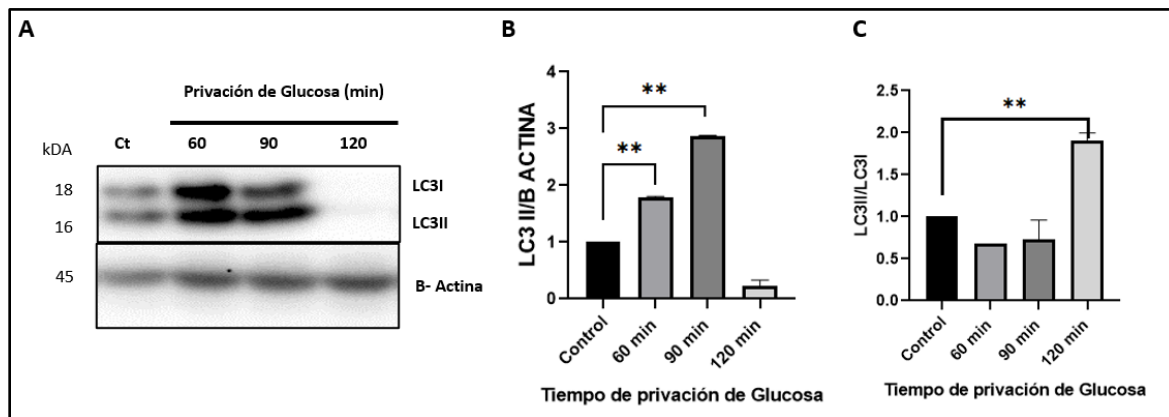 A
Privación de Glucosa (min)
kDA
Ct 60 90 120
18
LC3I
16
LC3II
45
B- Actina
B
LC3 II/B ACTINA
4
3
2
1
0
**
**
Control
60 min
90 min
120 min
Tiempo de privación de Glucosa
C
LC3II/LC3I
2.5
2.0
1.5
1.0
0.5
0.0
**
Control
60 min
90 min
120 min
Tiempo de privación de Glucosa